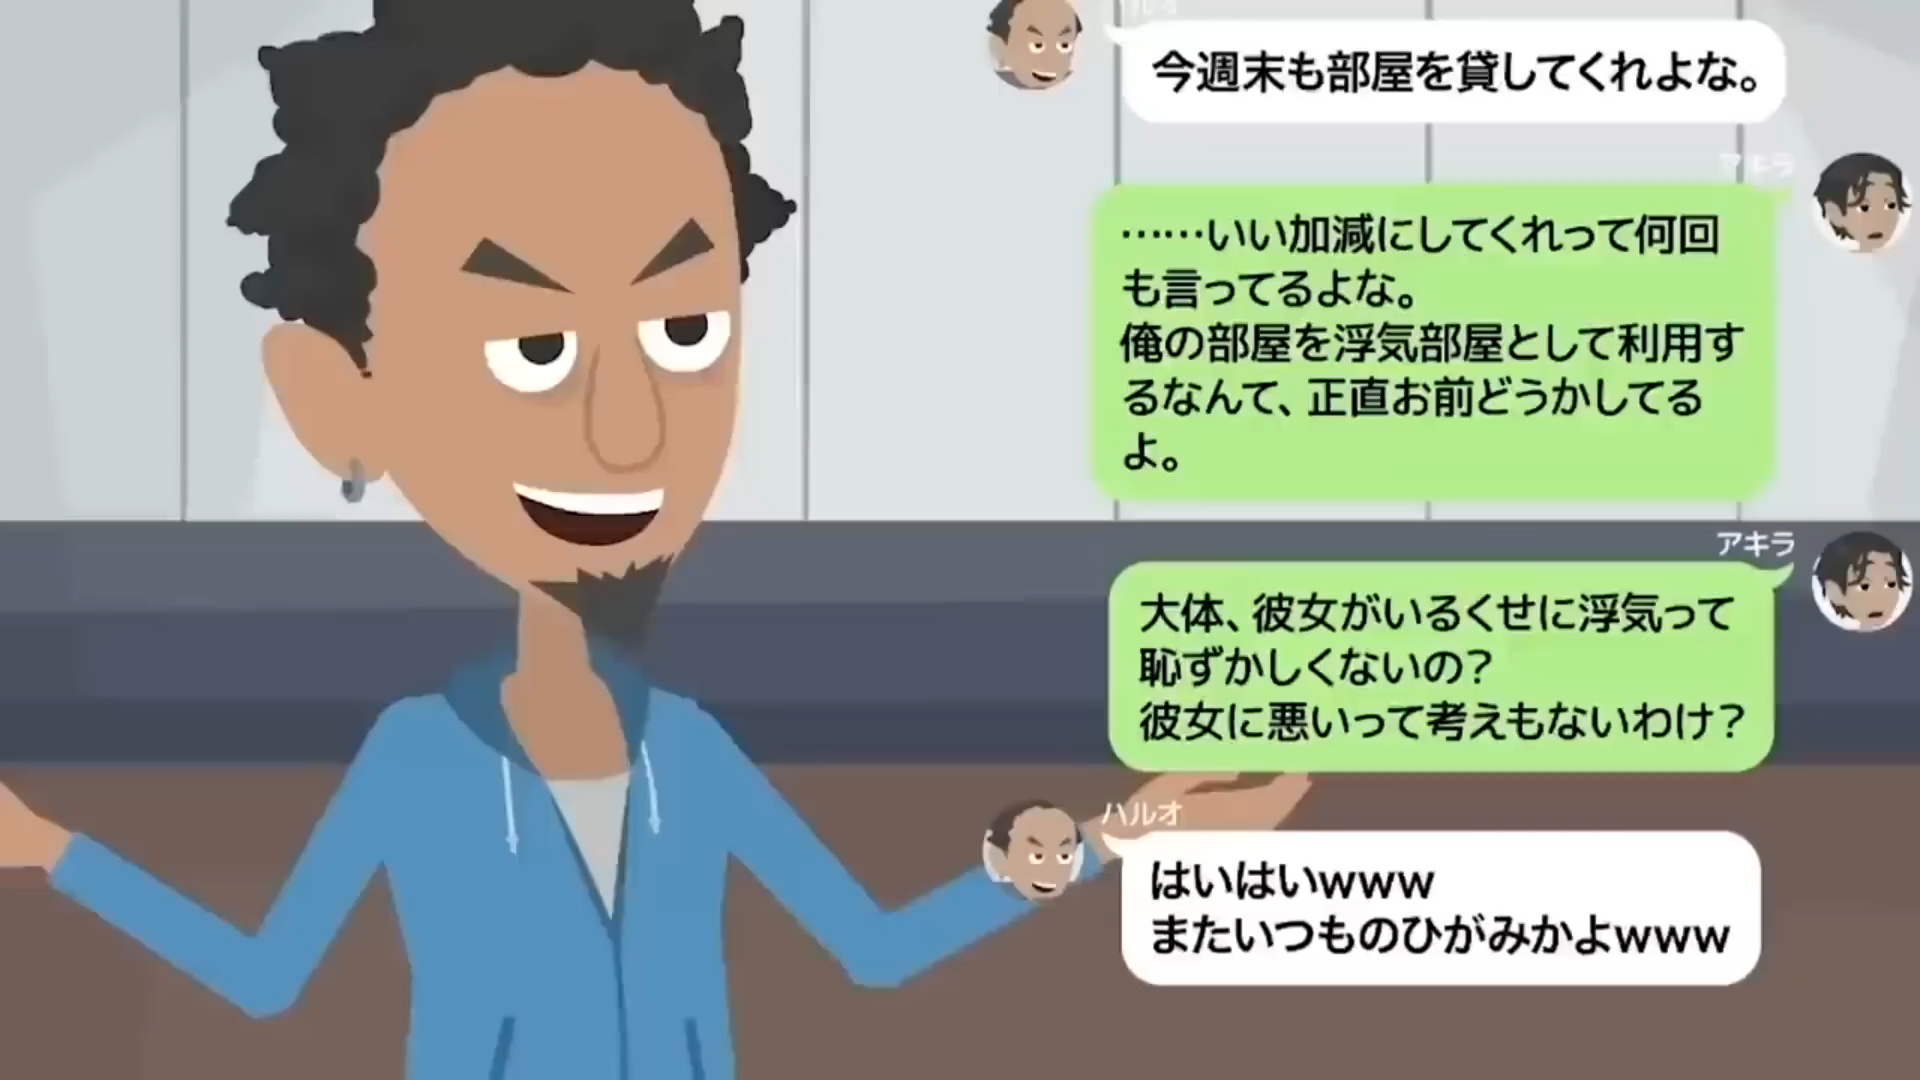 ハルオ
今週末も部屋を貸してくれよな。
アキラ
……いい加減にしてくれって何回
も言ってるよな。
俺の部屋を浮気部屋として利用す
るなんて、正直お前どうかしてる
よ。
アキラ
大体、彼女がいるくせに浮気って
恥ずかしくないの？
彼女に悪いって考えもないわけ？
ハルオ
はいはいwww
またいつものひがみかよwww